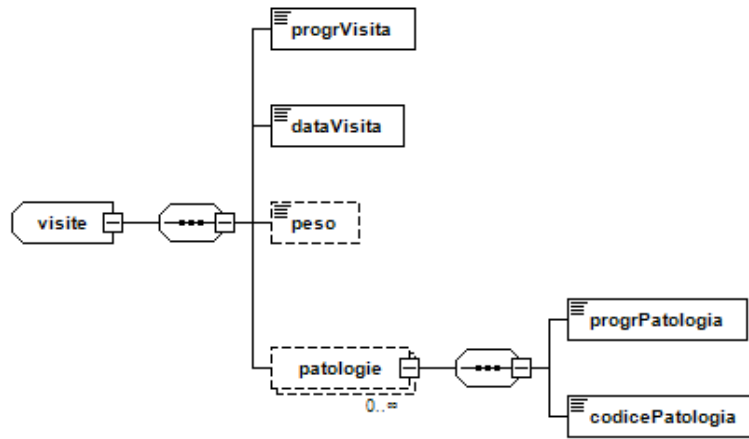 progrVisita
dataVisita
visite
peso
patologie
0..∞
progrPatologia
codicePatologia